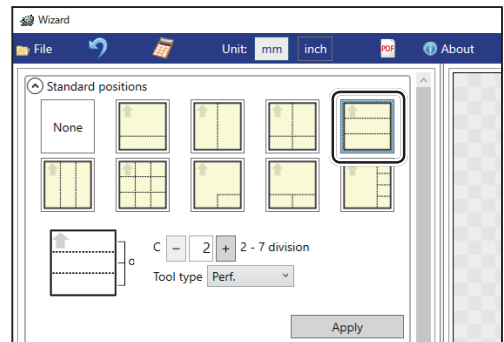 Wizard
File Unit: mm inch PDF About
Standard positions
None
C - 2 + 2 - 7 division
c
Tool type Perf.
Apply